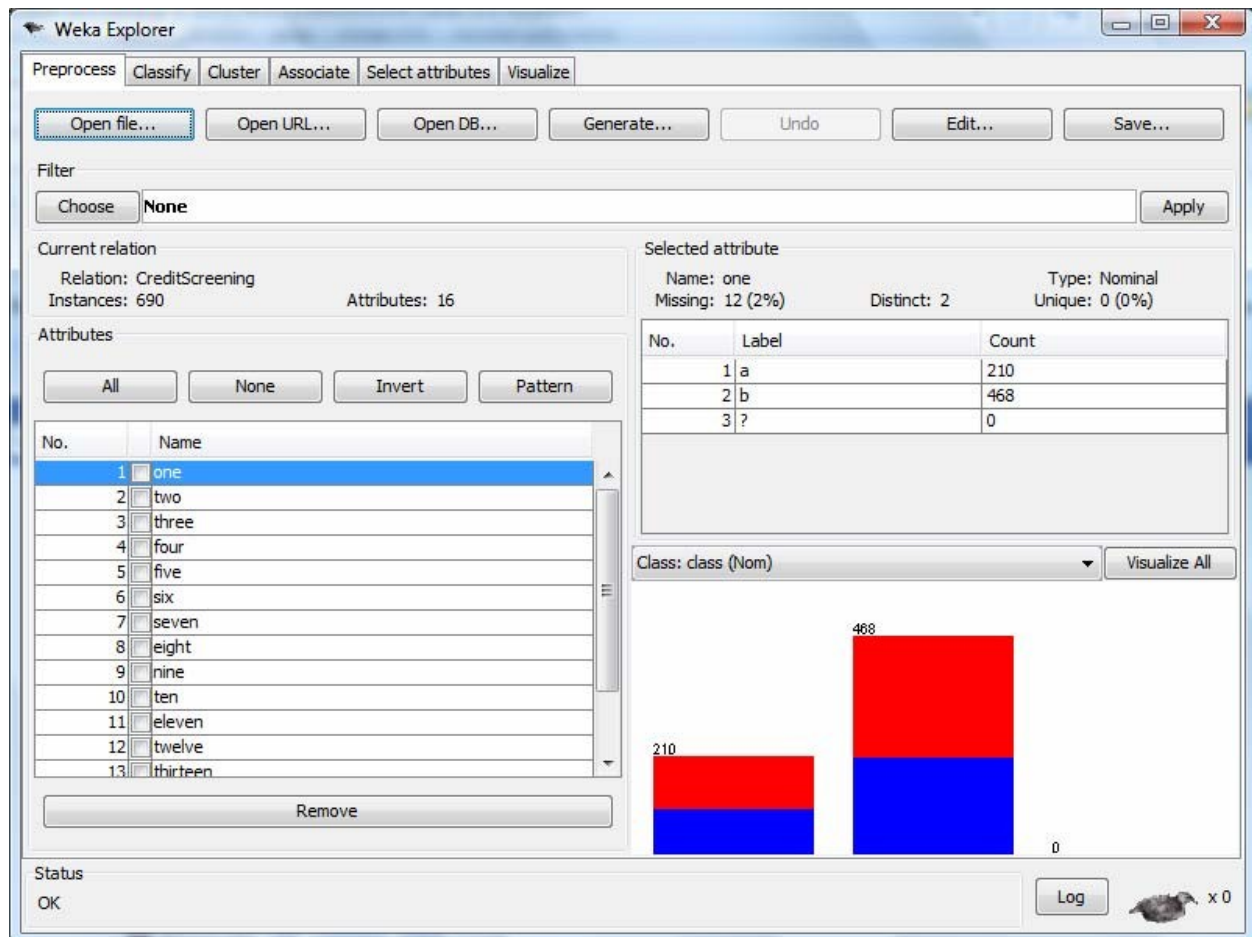 Weka Explorer
Preprocess Classify Cluster Associate Select attributes Visualize
Open file... Open URL... Open DB... Generate... Undo Edit... Save...
Filter
Choose None Apply
Current relation
Relation: CreditScreening
Instances: 690 Attributes: 16
Attributes
All None Invert Pattern
No. Name
1 one
2 two
3 three
4 four
5 five
6 six
7 seven
8 eight
9 nine
10 ten
11 eleven
12 twelve
13 thirteen
Remove
Selected attribute
Name: one Type: Nominal
Missing: 12 (2%) Distinct: 2 Unique: 0 (0%)
No. Label Count
1 a 210
2 b 468
3 ? 0
Class: class (Nom) Visualize All
468
210
0
Status
OK
Log x 0